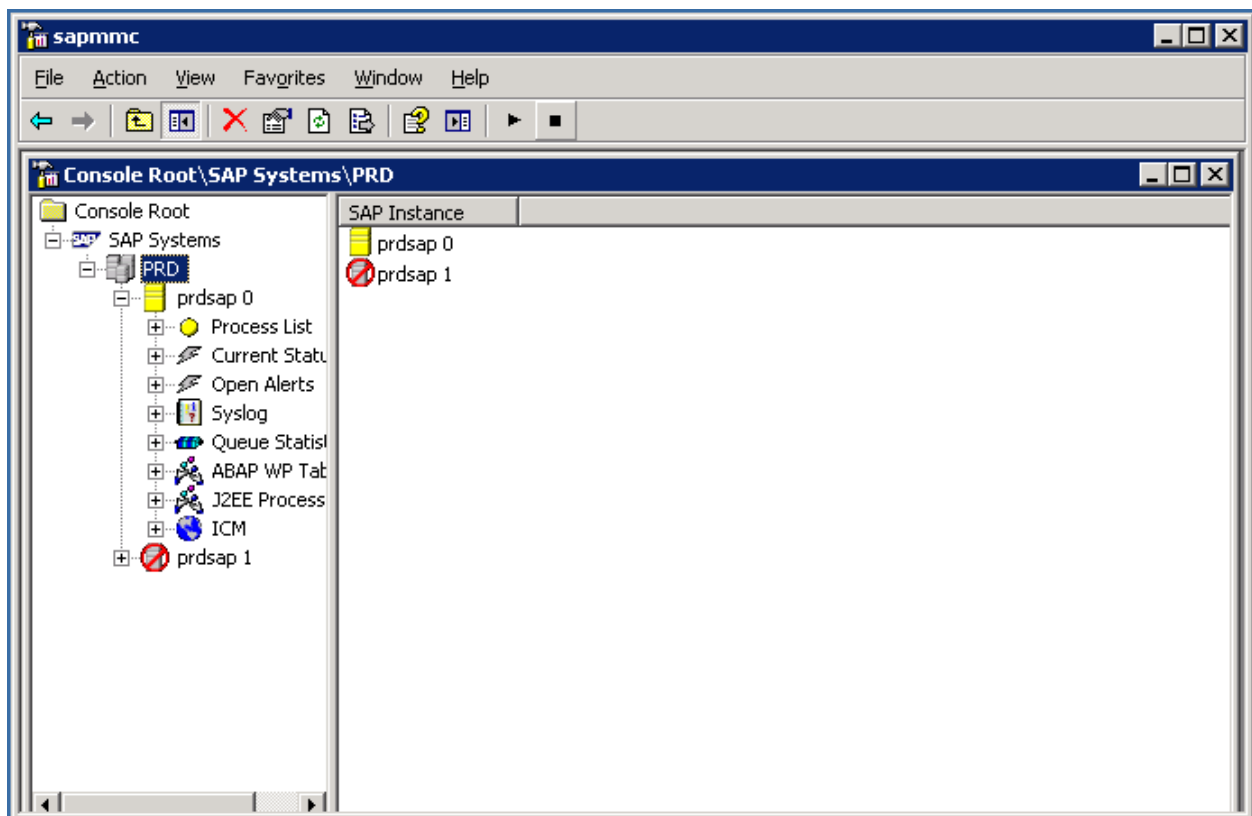 sapmmc
File Action View Favorites Window Help
Console Root\SAP Systems\PRD
Console Root
SAP Systems
PRD
prdsap 0
Process List
Current Statu
Open Alerts
Syslog
Queue Statist
ABAP WP Tab
J2EE Process
ICM
prdsap 1
SAP Instance
prdsap 0
prdsap 1